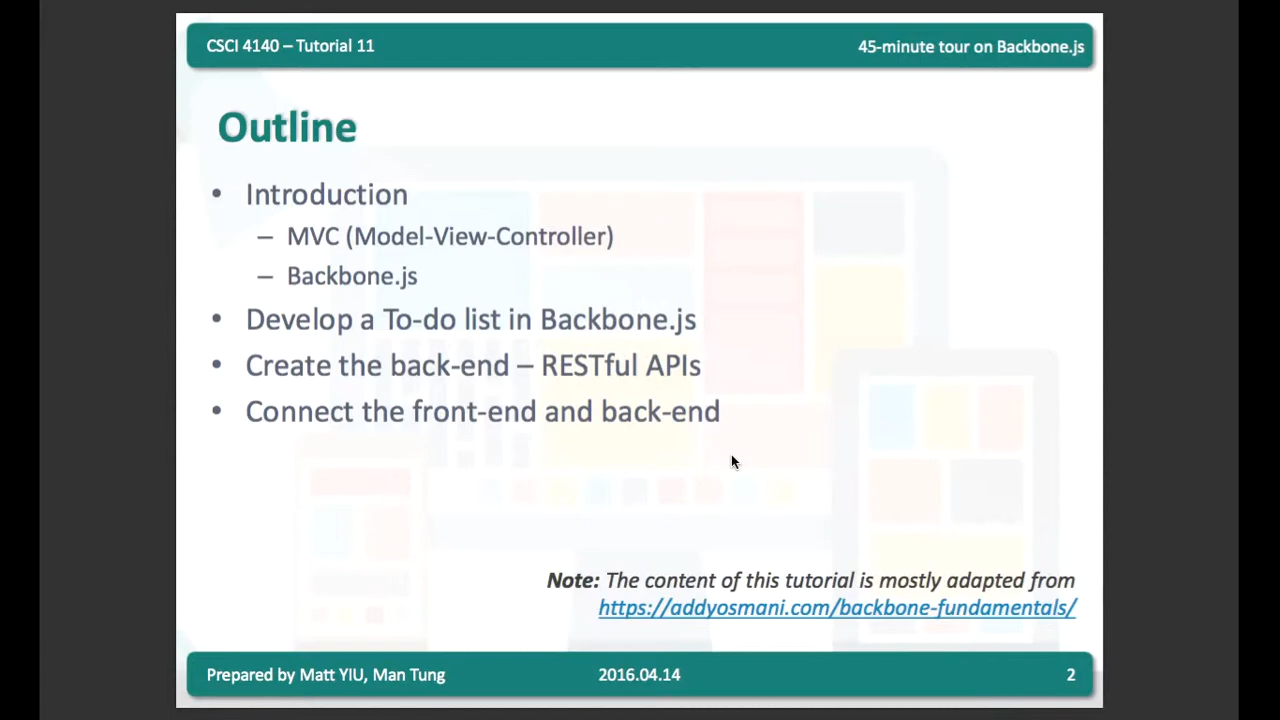 CSCI 4140 – Tutorial 11
45-minute tour on Backbone.js
Outline
• Introduction
– MVC (Model-View-Controller)
– Backbone.js
• Develop a To-do list in Backbone.js
• Create the back-end – RESTful APIs
• Connect the front-end and back-end
Note: The content of this tutorial is mostly adapted from
https://addyosmani.com/backbone-fundamentals/
Prepared by Matt YIU, Man Tung
2016.04.14
2